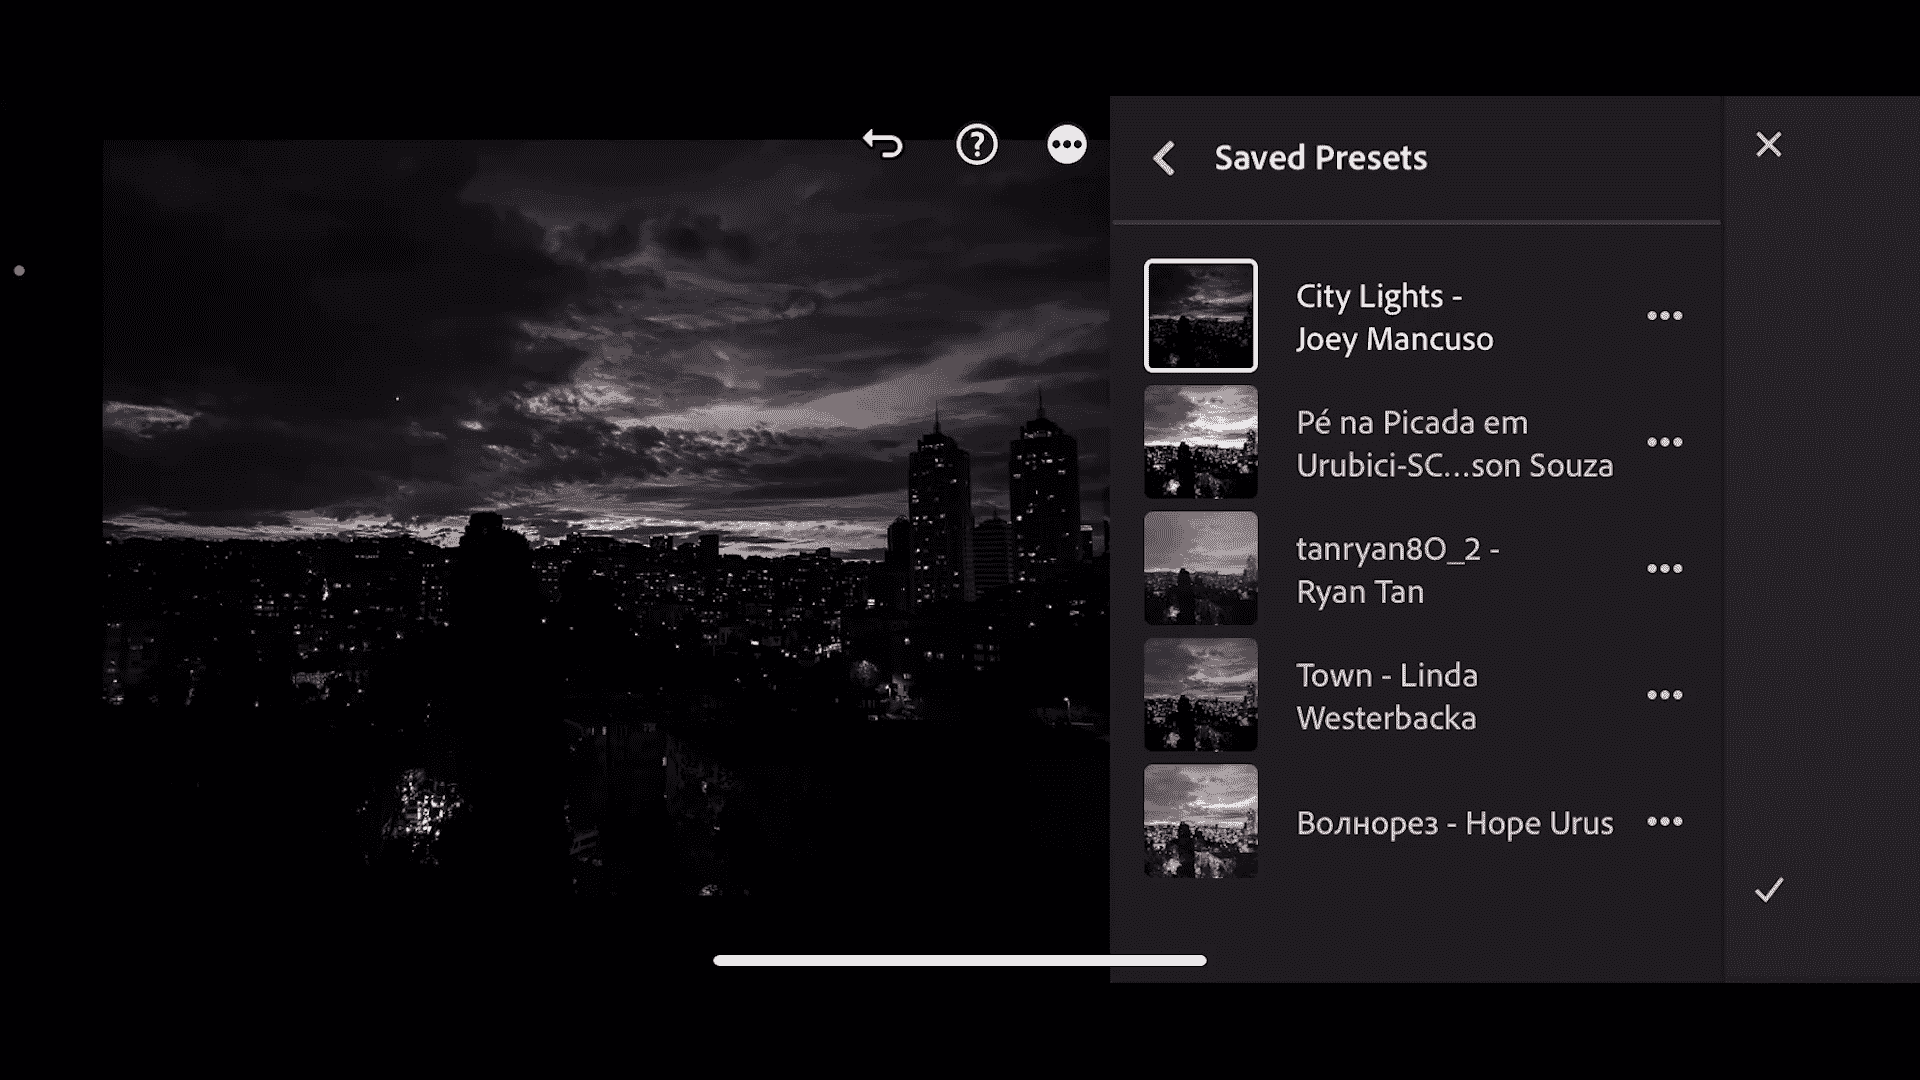 Saved Presets
City Lights -
Joey Mancuso
Pé na Picada em
Urubici-SC...son Souza
tanryan8O_2 -
Ryan Tan
Town - Linda
Westerbacka
Волнорез - Hope Urus